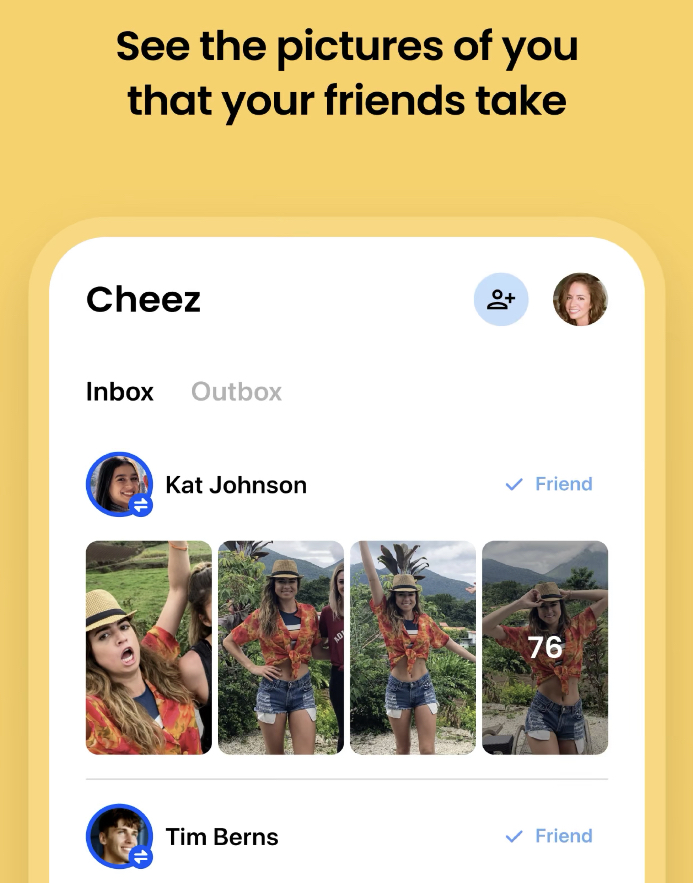 See the pictures of you
that your friends take
Cheez
Inbox Outbox
Kat Johnson Friend
76
Tim Berns Friend